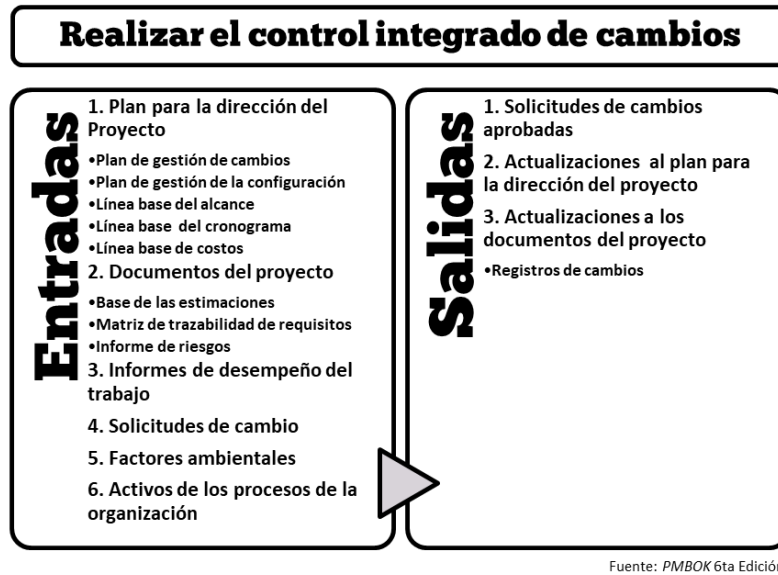 Realizar el control integrado de cambios
Entradas
1. Plan para la dirección del
Proyecto
•Plan de gestión de cambios
•Plan de gestión de la configuración
•Línea base del alcance
•Línea base del cronograma
•Línea base de costos
2. Documentos del proyecto
•Base de las estimaciones
•Matriz de trazabilidad de requisitos
•Informe de riesgos
3. Informes de desempeño del
trabajo
4. Solicitudes de cambio
5. Factores ambientales
6. Activos de los procesos de la
organización
Salidas
1. Solicitudes de cambios
aprobadas
2. Actualizaciones al plan para
la dirección del proyecto
3. Actualizaciones a los
documentos del proyecto
•Registros de cambios
Fuente: PMBOK 6ta Edición